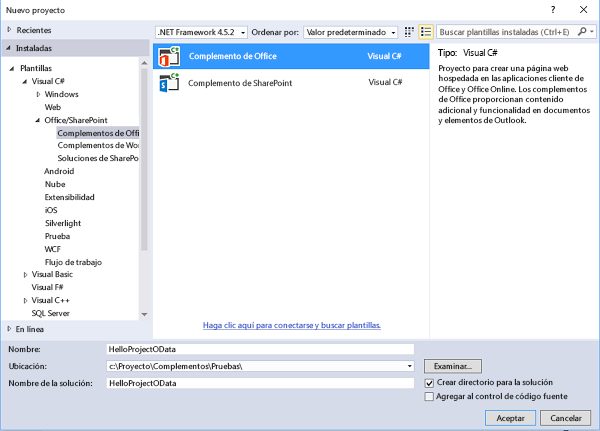 Nuevo proyecto
Recientes
.NET Framework 4.5.2
Ordenar por:
Valor predeterminado
Buscar plantillas instaladas (Ctrl+E)
Instaladas
Plantillas
Visual C#
Windows
Web
Office/SharePoint
Complementos de Offi
Complementos de Wo
Soluciones de SharePo
Android
Nube
Extensibilidad
iOS
Silverlight
Prueba
WCF
Flujo de trabajo
Visual Basic
Visual F#
Visual C++
SQL Server
En línea
Complemento de Office Visual C#
Complemento de SharePoint Visual C#
Haga clic aquí para conectarse y buscar plantillas.
Tipo: Visual C#
Proyecto para crear una página web
hospedada en las aplicaciones cliente de
Office y Office Online. Los complementos
de Office proporcionan contenido
adicional y funcionalidad en documentos
y elementos de Outlook.
Nombre: HelloProjectOData
Ubicación: c:\Proyecto\Complementos\Pruebas\
Examinar...
Nombre de la solución: HelloProjectOData
Crear directorio para la solución
Agregar al control de código fuente
Aceptar
Cancelar